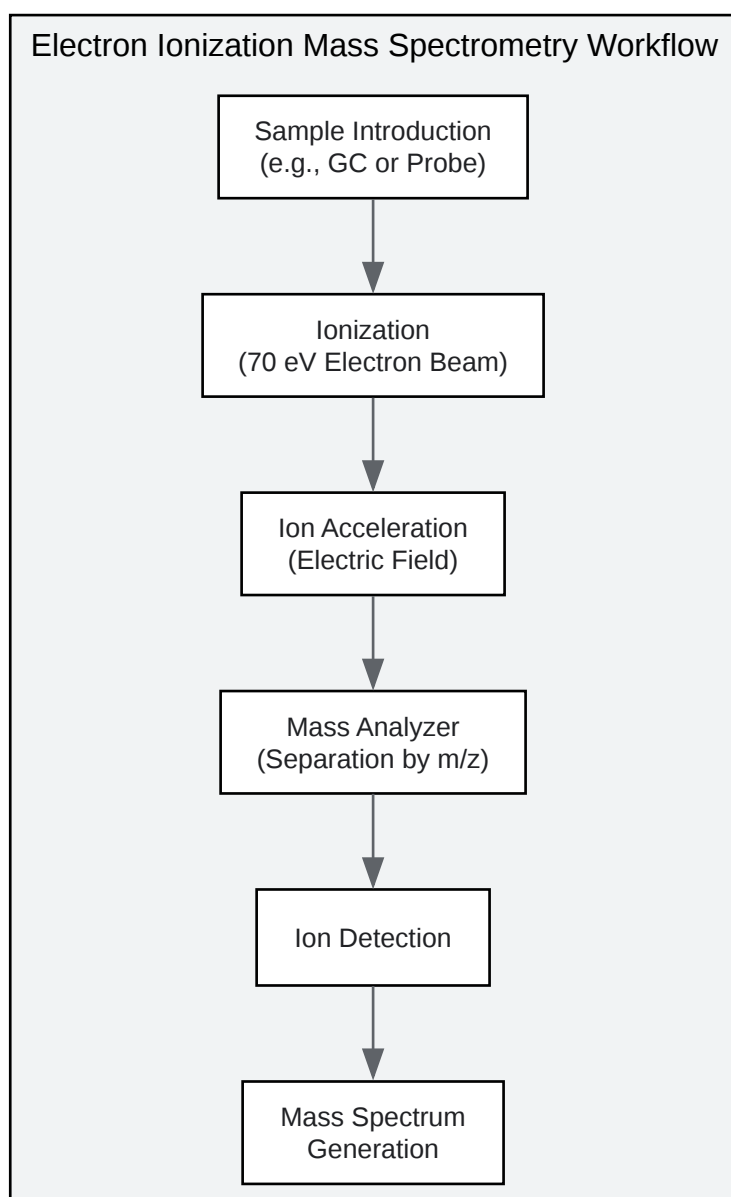 Electron Ionization Mass Spectrometry Workflow
Sample Introduction
(e.g., GC or Probe)
Ionization
(70 eV Electron Beam)
Ion Acceleration
(Electric Field)
Mass Analyzer
(Separation by m/z)
Ion Detection
Mass Spectrum
Generation